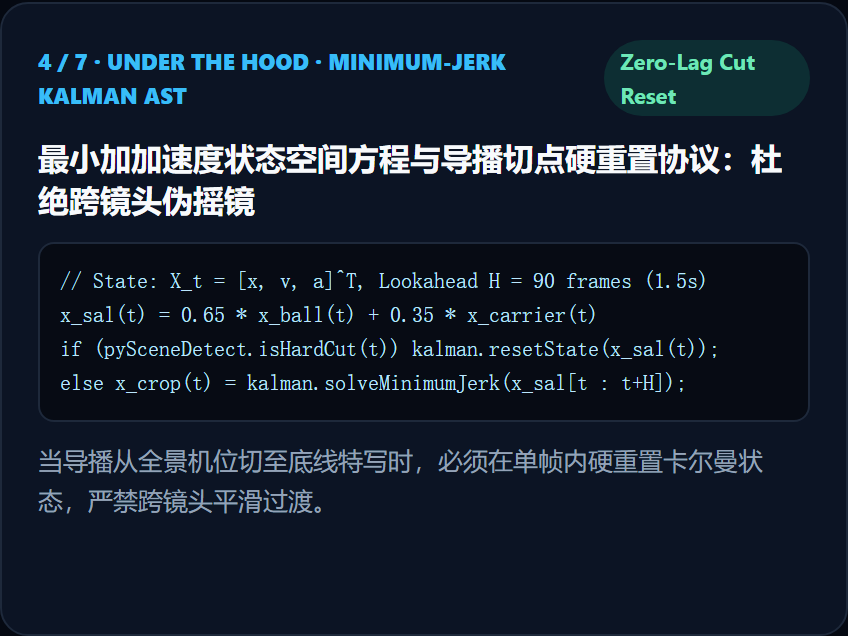 4 / 7 · UNDER THE HOOD · MINIMUM-JERK
KALMAN AST
Zero-Lag Cut
Reset
最小加加速度状态空间方程与导播切点硬重置协议：杜
绝跨镜头伪摇镜
// State: X_t = [x, v, a]^T, Lookahead H = 90 frames (1.5s)
x_sal(t) = 0.65 * x_ball(t) + 0.35 * x_carrier(t)
if (pySceneDetect.isHardCut(t)) kalman.resetState(x_sal(t));
else x_crop(t) = kalman.solveMinimumJerk(x_sal[t : t+H]);
当导播从全景机位切至底线特写时，必须在单帧内硬重置卡尔曼状
态，严禁跨镜头平滑过渡。